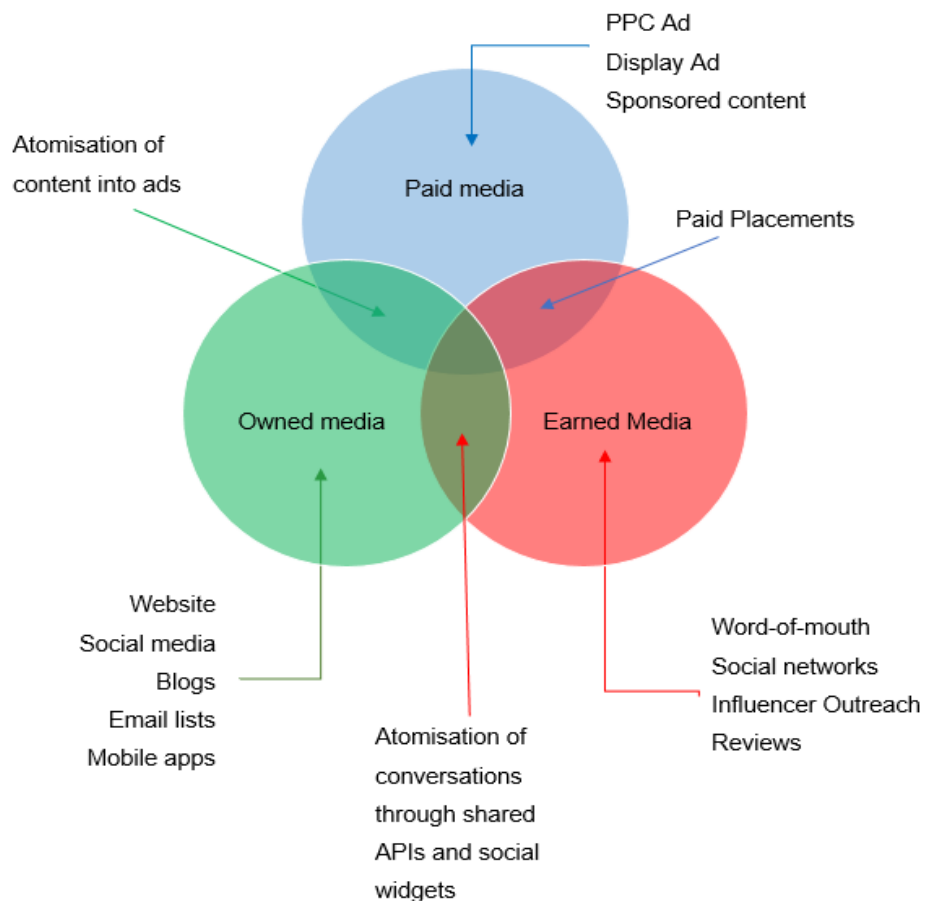 PPC Ad
Display Ad
Sponsored content
Atomisation of
content into ads
Paid media
Paid Placements
Owned media
Earned Media
Website
Social media
Blogs
Email lists
Mobile apps
Atomisation of
conversations
through shared
APIs and social
widgets
Word-of-mouth
Social networks
Influencer Outreach
Reviews